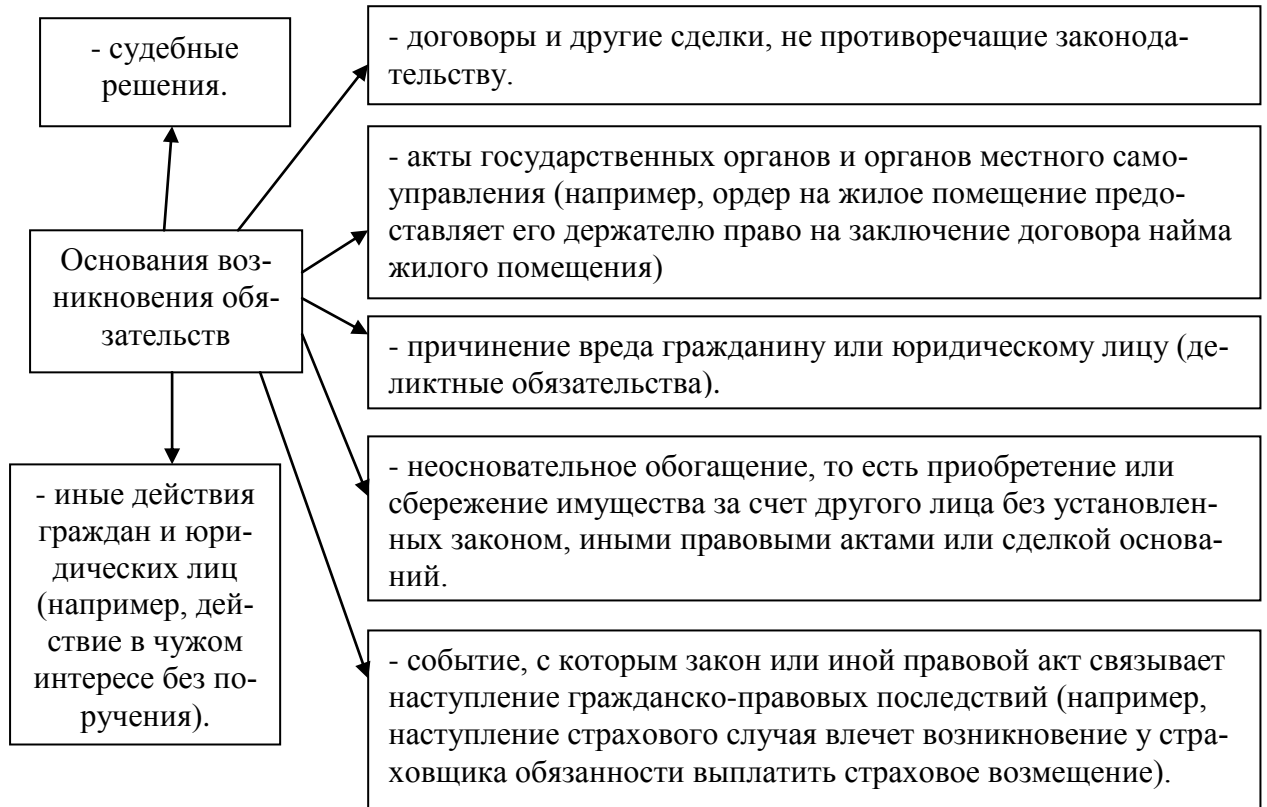 - судебные
решения.
- договоры и другие сделки, не противоречащие законода-
тельству.
- акты государственных органов и органов местного само-
управления (например, ордер на жилое помещение предо-
ставляет его держателю право на заключение договора найма
жилого помещения)
Основания воз-
никновения обя-
зательств
- причинение вреда гражданину или юридическому лицу (де-
ликтные обязательства).
- неосновательное обогащение, то есть приобретение или
сбережение имущества за счет другого лица без установлен-
ных законом, иными правовыми актами или сделкой основа-
ний.
- иные действия
граждан и юри-
дических лиц
(например, дей-
ствие в чужом
интересе без по-
ручения).
- событие, с которым закон или иной правовой акт связывает
наступление гражданско-правовых последствий (например,
наступление страхового случая влечет возникновение у стра-
ховщика обязанности выплатить страховое возмещение).